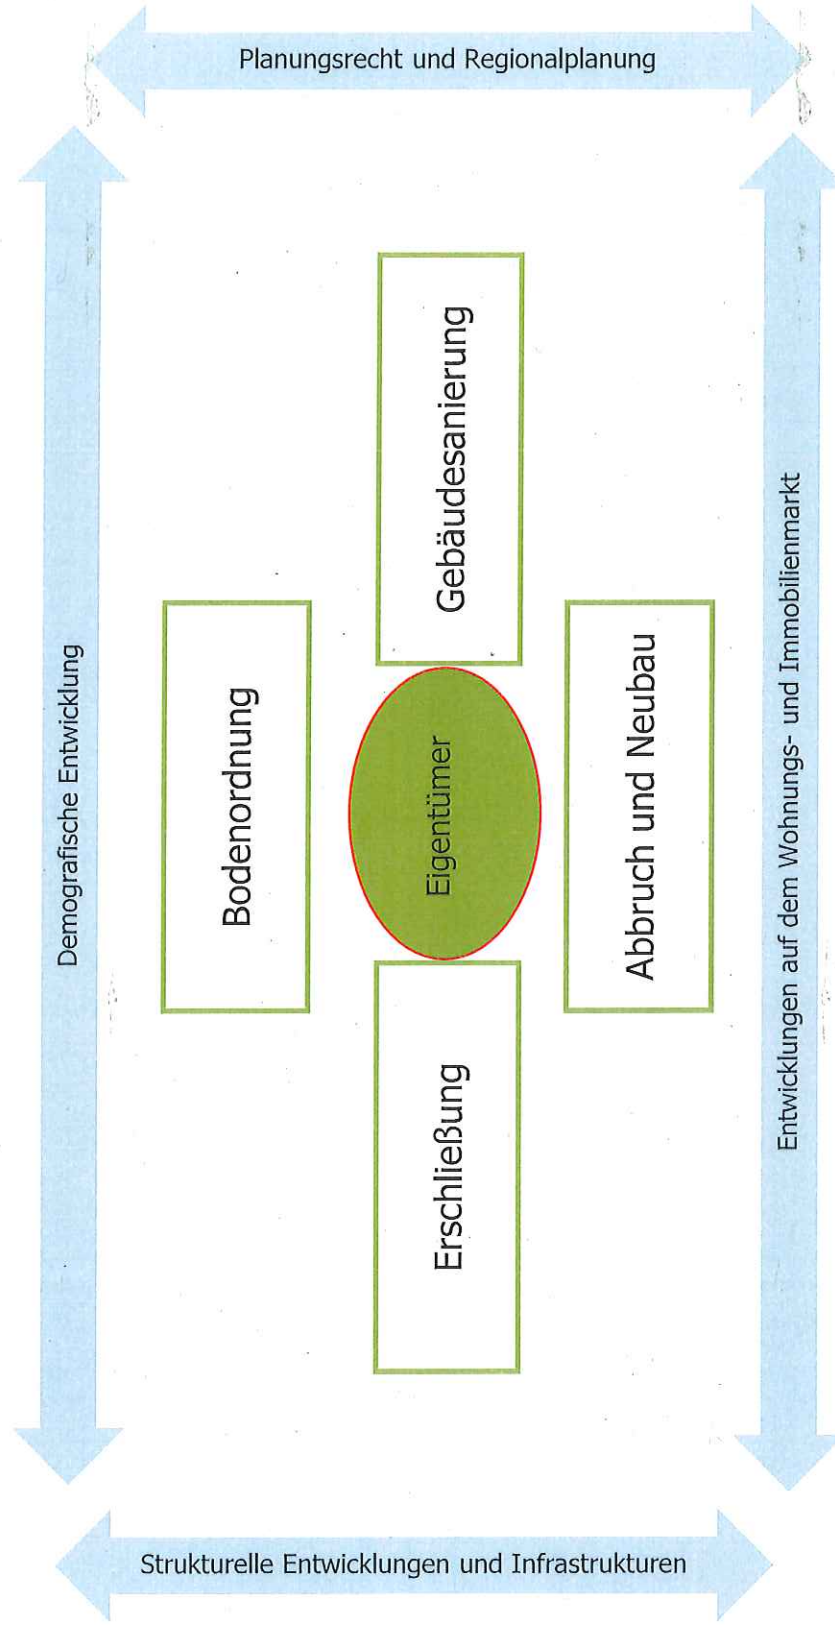 Planungsrecht und Regionalplanung
Demografische Entwicklung
Bodenordnung
Gebäudesanierung
Eigentümer
Erschließung
Abbruch und Neubau
Entwicklungen auf dem Wohnungs- und Immobilienmarkt
Strukturelle Entwicklungen und Infrastrukturen